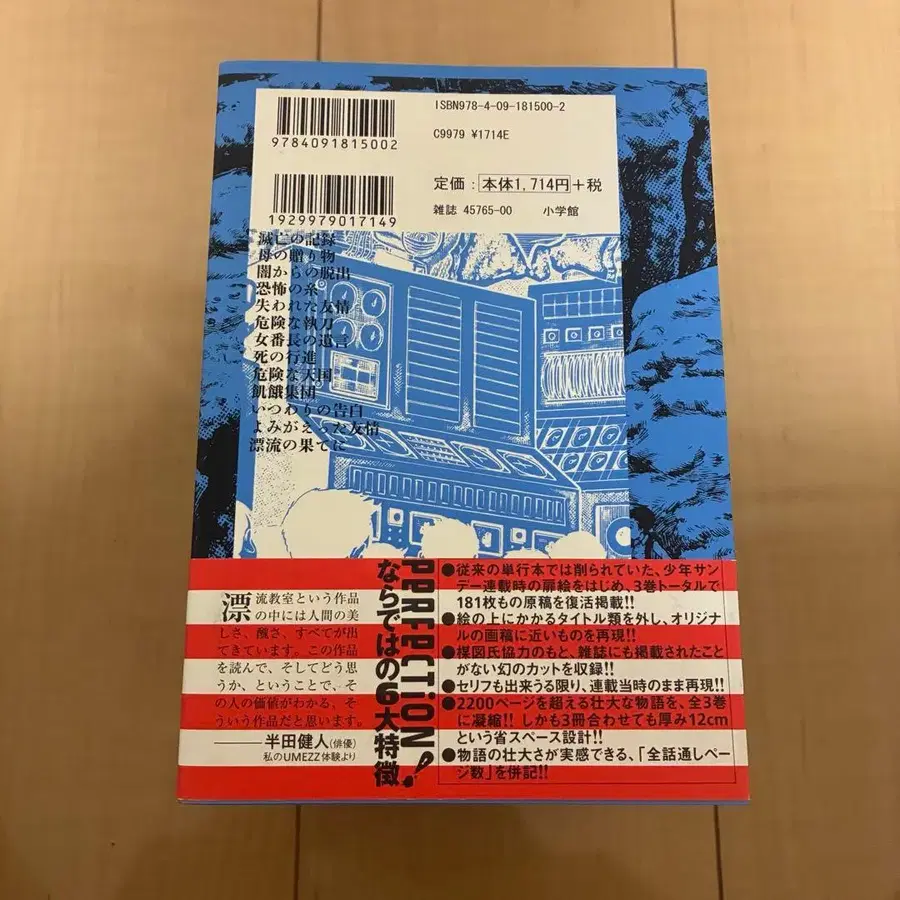 ISBN978-4-09-181500-2
C9979 ¥1714E
9784091815002
定価：本体1,714円＋税
雑誌 45765-00 小学館
1929979017149
滅亡の記録
母の贈り物
闇からの脱出
恐怖の糸
失われた友情
危険な執刀
女番長の遺言
死の行進
危険な天国
飢餓集団
いつわりの告白
よみがえった友情
漂流の果てに
漂流教室という作品
の中には人間の美
しさ、醜さ、すべてが出
てきています。この作品
を読んで、そしてどう思
うか、ということで、そ
の人の価値がわかる、そ
ういう作品だと思います。
――半田健人(俳優)
私のUMEZZ体験より
PERFECTION!
ならではの6大特徴
●従来の単行本では削られていた、少年サン
デー連載時の扉絵をはじめ、3巻トータルで
181枚もの原稿を復活掲載!!
●絵の上にかかるタイトル類を外し、オリジナ
ルの画稿に近いものを再現!!
●楳図氏協力のもと、雑誌にも掲載されたこと
がない幻のカットを収録!!
●セリフも出来うる限り、連載当時のまま再現!!
●2200ページを超える壮大な物語を、全3巻
に凝縮!! しかも3冊合わせても厚み12cm
という省スペース設計!!
●物語の壮大さが実感できる、「全話通しペー
ジ数」を併記!!